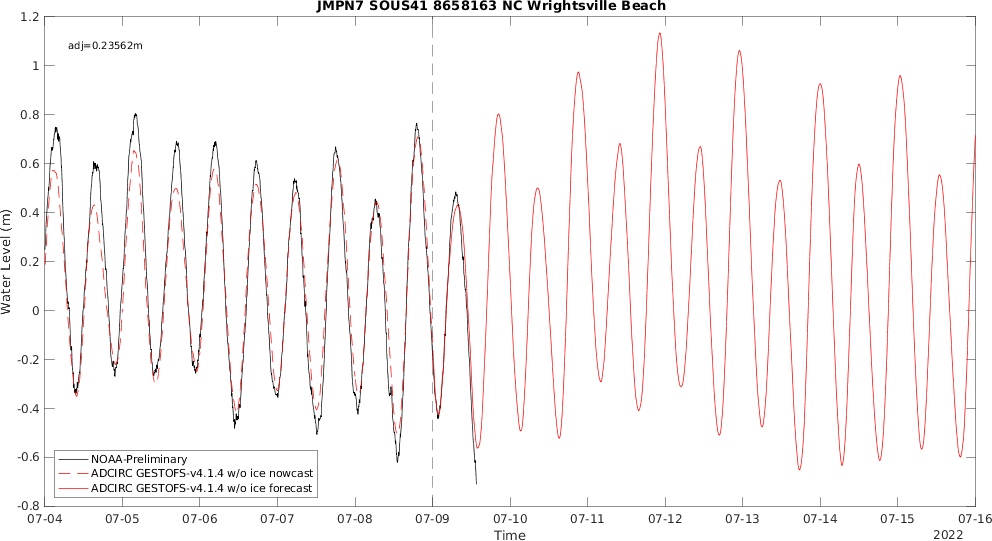 JMPN7 SOUS41 8658163 NC Wrightsville Beach
adj=0.23562m
1.2
1
0.8
0.6
0.4
0.2
0
-0.2
-0.4
-0.6
-0.8
Water Level (m)
NOAA-Preliminary
ADCIRC GESTOFS-v4.1.4 w/o ice nowcast
ADCIRC GESTOFS-v4.1.4 w/o ice forecast
07-04 07-05 07-06 07-07 07-08 07-09 07-10 07-11 07-12 07-13 07-14 07-15 07-16
Time
2022